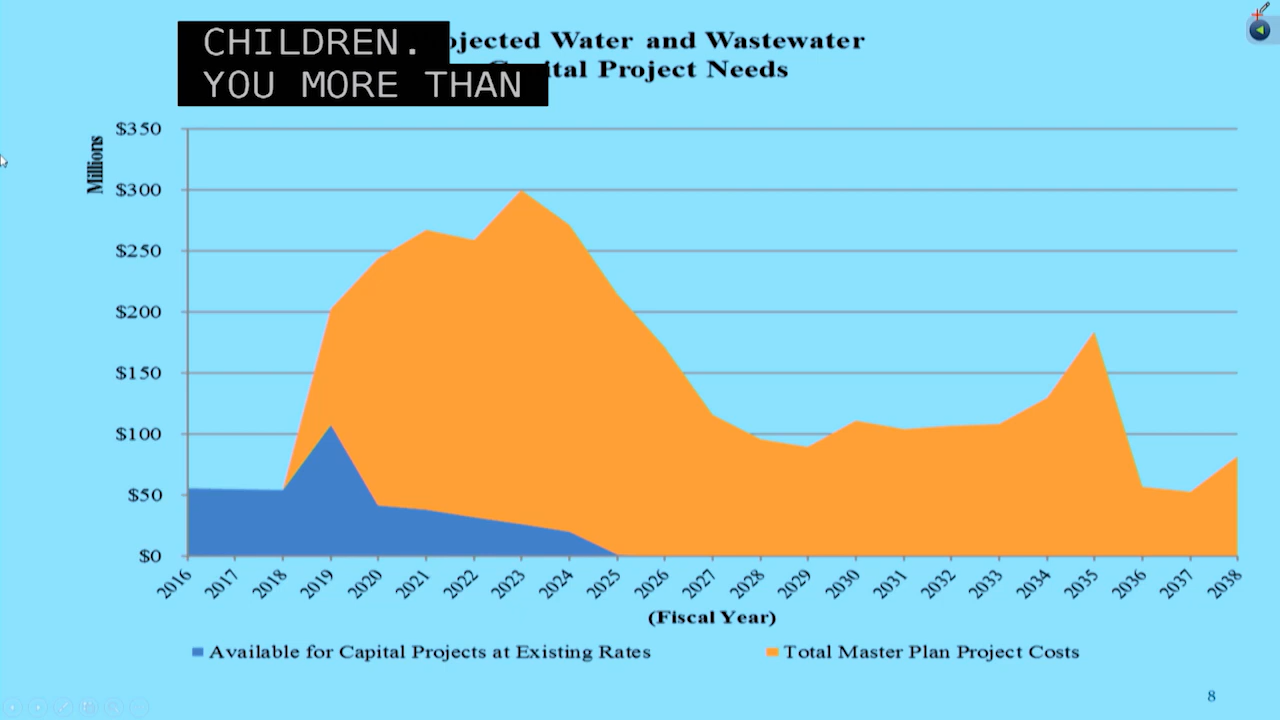 CHILDREN.
YOU MORE THAN
ojected Water and Wastewater
ital Project Needs
Millions
$350
$300
$250
$200
$150
$100
$50
$0
2016 2017 2018 2019 2020 2021 2022 2023 2024 2025 2026 2027 2028 2029 2030 2031 2032 2033 2034 2035 2036 2037 2038
(Fiscal Year)
Available for Capital Projects at Existing Rates Total Master Plan Project Costs
8